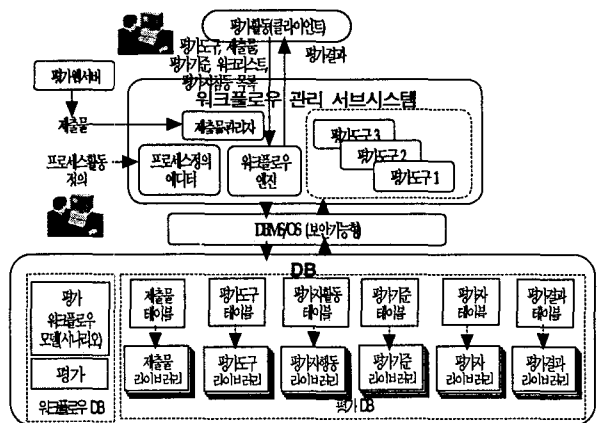 평가활동(클라이언트)
평가도구, 제출물,
평가기준, 워크리스트,
평가지침등 목록
평가결과
평가웹서버
워크플로우 관리 서브시스템
제출물
제출물관리자
프로세스활동
정의
프로세스정의
에디터
워크플로우
엔진
평가도구 3
평가도구 2
평가도구 1
DBMS/OS (보안기능형)
DB
평가
워크플로우
모델(시나리오)
평가
워크플로우 DB
제출물
테이블
평가도구
테이블
평가자활동
테이블
평가기준
테이블
평가자
테이블
평가결과
테이블
제출물
라이브러리
평가도구
라이브러리
평가자행동
라이브러리
평가기준
라이브러리
평가자
라이브러리
평가결과
라이브러리
평가 DB